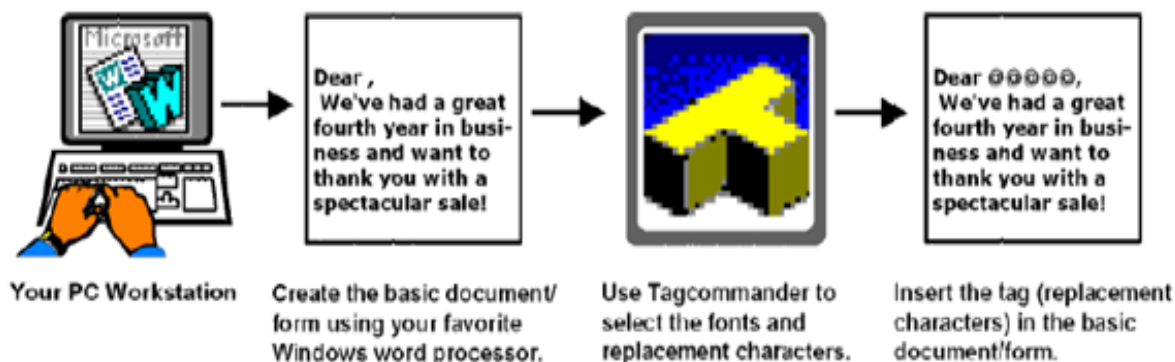 Microsoft
W
W
Dear ,
We've had a great
fourth year in busi-
ness and want to
thank you with a
spectacular sale!
Dear @@@@@,
We've had a great
fourth year in busi-
ness and want to
thank you with a
spectacular sale!
Your PC Workstation
Create the basic document/
form using your favorite
Windows word processor.
Use Tagcommander to
select the fonts and
replacement characters.
Insert the tag (replacement
characters) in the basic
document/form.